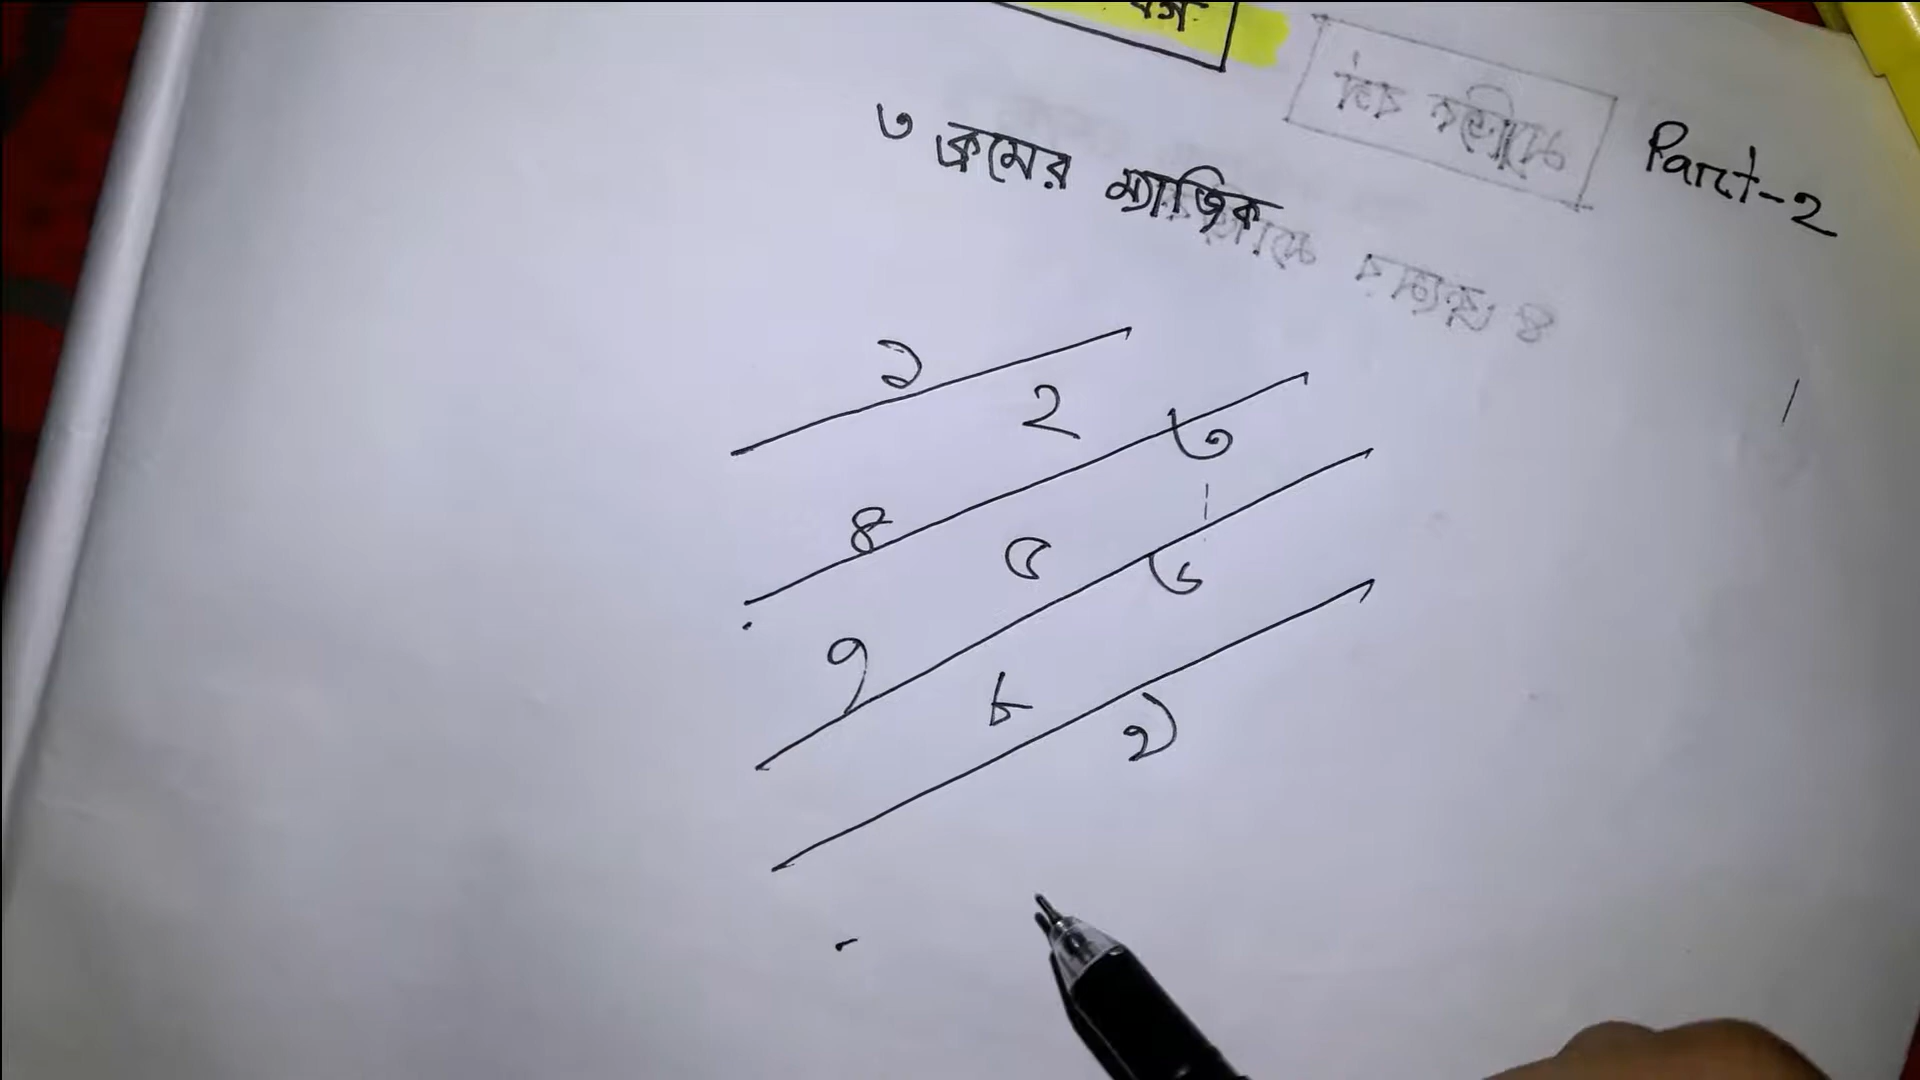 Part-2
৩ ক্রমের ম্যাজিক
১ ২ ৩
৪ ৫ ৬
৭ ৮ ৯